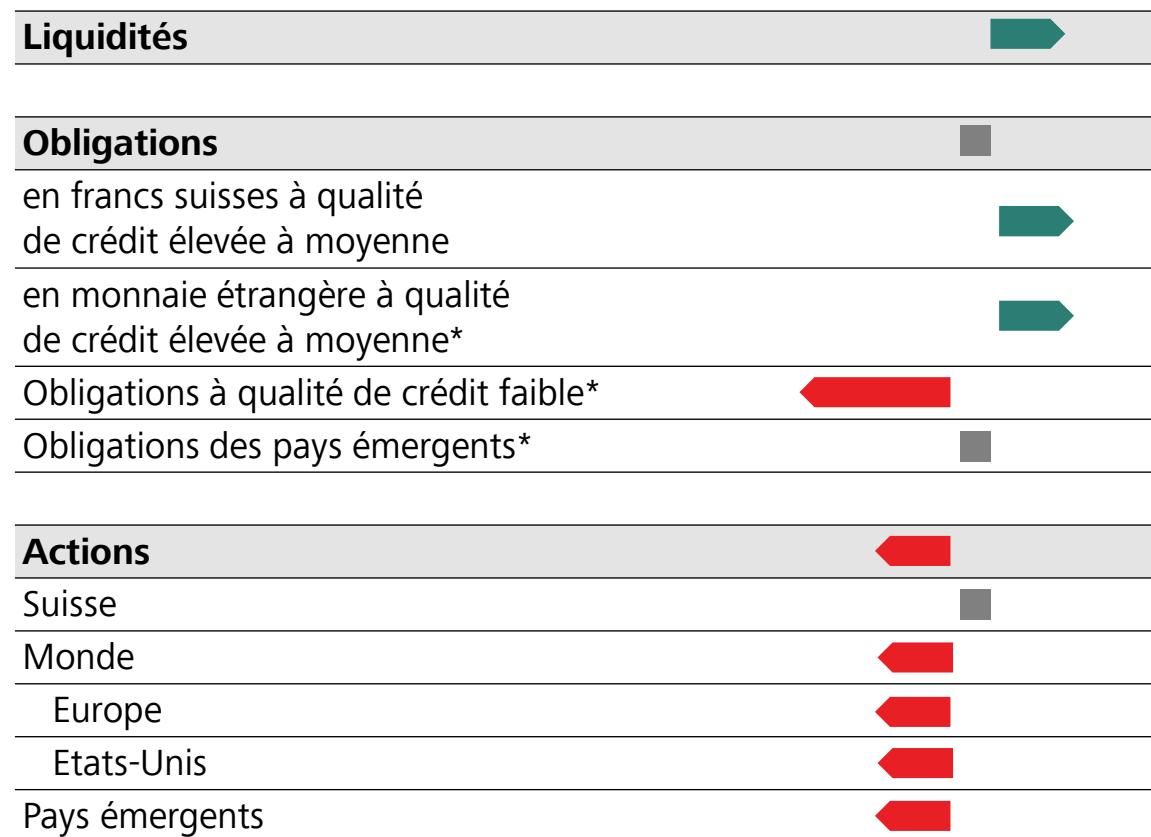 Liquidités
Obligations
en francs suisses à qualité
de crédit élevée à moyenne
en monnaie étrangère à qualité
de crédit élevée à moyenne*
Obligations à qualité de crédit faible*
Obligations des pays émergents*
Actions
Suisse
Monde
Europe
Etats-Unis
Pays émergents